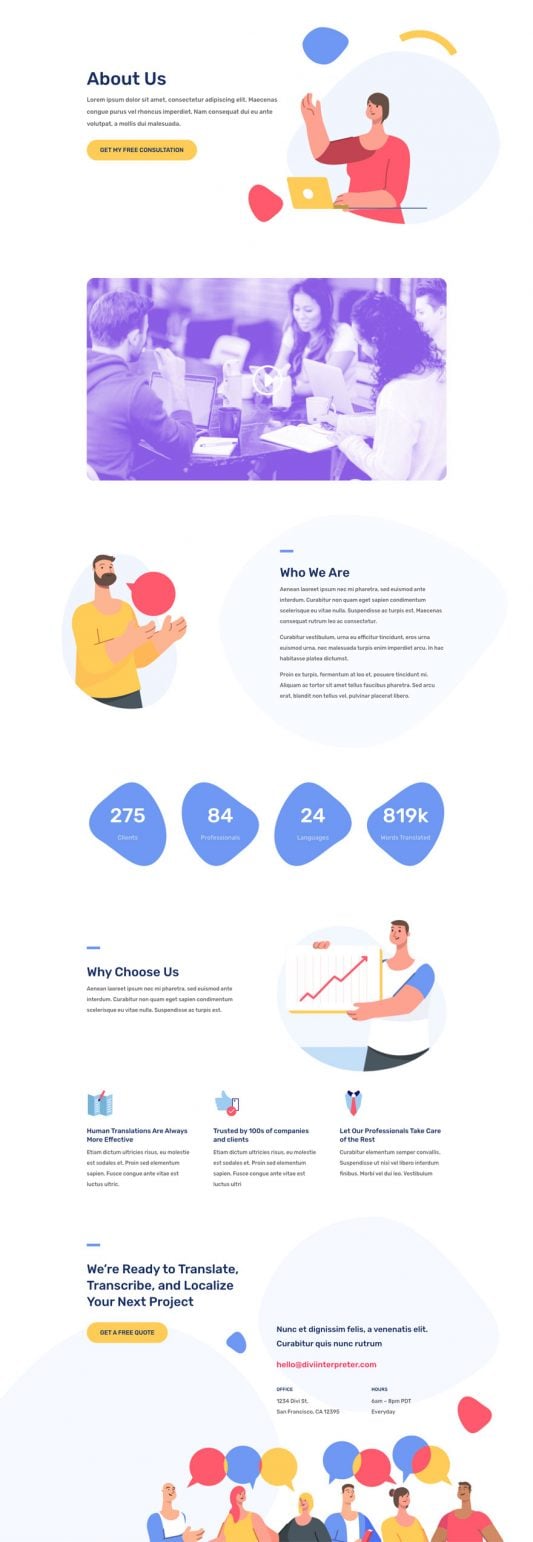 About Us
Lorem ipsum dolor sit amet, consectetur adipiscing elit. Maecenas
congue purus vel rhoncus imperdiet. Nam consequat dui eu ante
volutpat, a mollis dui malesuada.
GET MY FREE CONSULTATION
Who We Are
Aenean laoreet ipsum nec mi pharetra, sed euismod ante
interdum. Curabitur non quam eget sapien condimentum
scelerisque eu vitae nulla. Suspendisse ac turpis est. Maecenas
consequat rutrum leo ac consectetur.
Curabitur vestibulum, urna eu efficitur tincidunt, eros urna
euismod urna, nec malesuada turpis enim imperdiet arcu. In hac
habitasse platea dictumst.
Proin ex turpis, fermentum at leo et, posuere tincidunt mi.
Aliquam ac tortor sit amet tellus faucibus pharetra. Sed arcu
erat, blandit non tellus vel, pulvinar placerat libero.
275
Clients
84
Professionals
24
Languages
819k
Words Translated
Why Choose Us
Aenean laoreet ipsum nec mi pharetra, sed euismod ante
interdum. Curabitur non quam eget sapien condimentum
scelerisque eu vitae nulla. Suspendisse ac turpis est.
Human Translations Are Always
More Effective
Etiam dictum ultricies risus, eu molestie
est sodales et. Proin sed elementum
sapien. Fusce congue ante vitae est
luctus ultric.
Trusted by 100s of companies
and clients
Etiam dictum ultricies risus, eu molestie
est sodales et. Proin sed elementum
sapien. Fusce congue ante vitae est
luctus ultri
Let Our Professionals Take Care
of the Rest
Curabitur elementum semper convallis.
Suspendisse ut nisi vel libero interdum
finibus. Morbi vel dui leo. Vestibulum
We're Ready to Translate,
Transcribe, and Localize
Your Next Project
GET A FREE QUOTE
Nunc et dignissim felis, a venenatis elit.
Curabitur quis nunc rutrum
hello@diviinterpreter.com
OFFICE
1234 Divi St,
San Francisco, CA 12395
HOURS
6am – 8pm PDT
Everyday